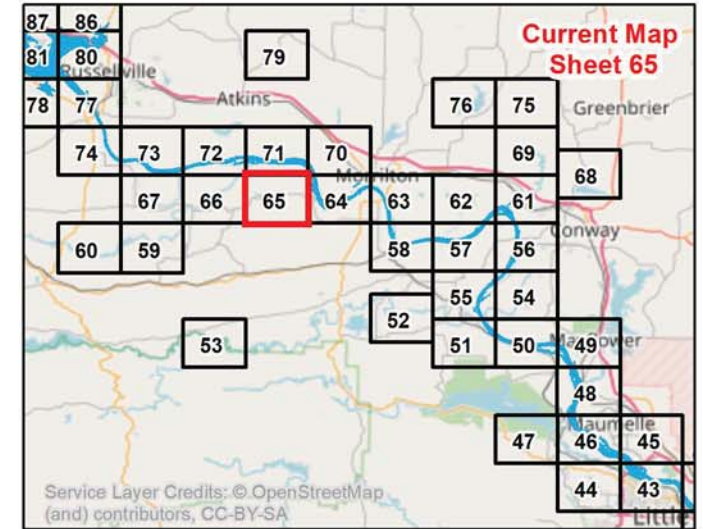 87 86
Current Map
Sheet 65
81 80 79
Russellville
78 77 Atkins 76 75 Greenbrier
74 73 72 71 70 69
Morrilton 68
67 66 65 64 63 62 61
Conway
60 59 58 57 56
55 54
52
53 51 50 49
48
Maumelle
47 46 45
44 43
Little
Service Layer Credits: © OpenStreetMap
(and) contributors, CC-BY-SA